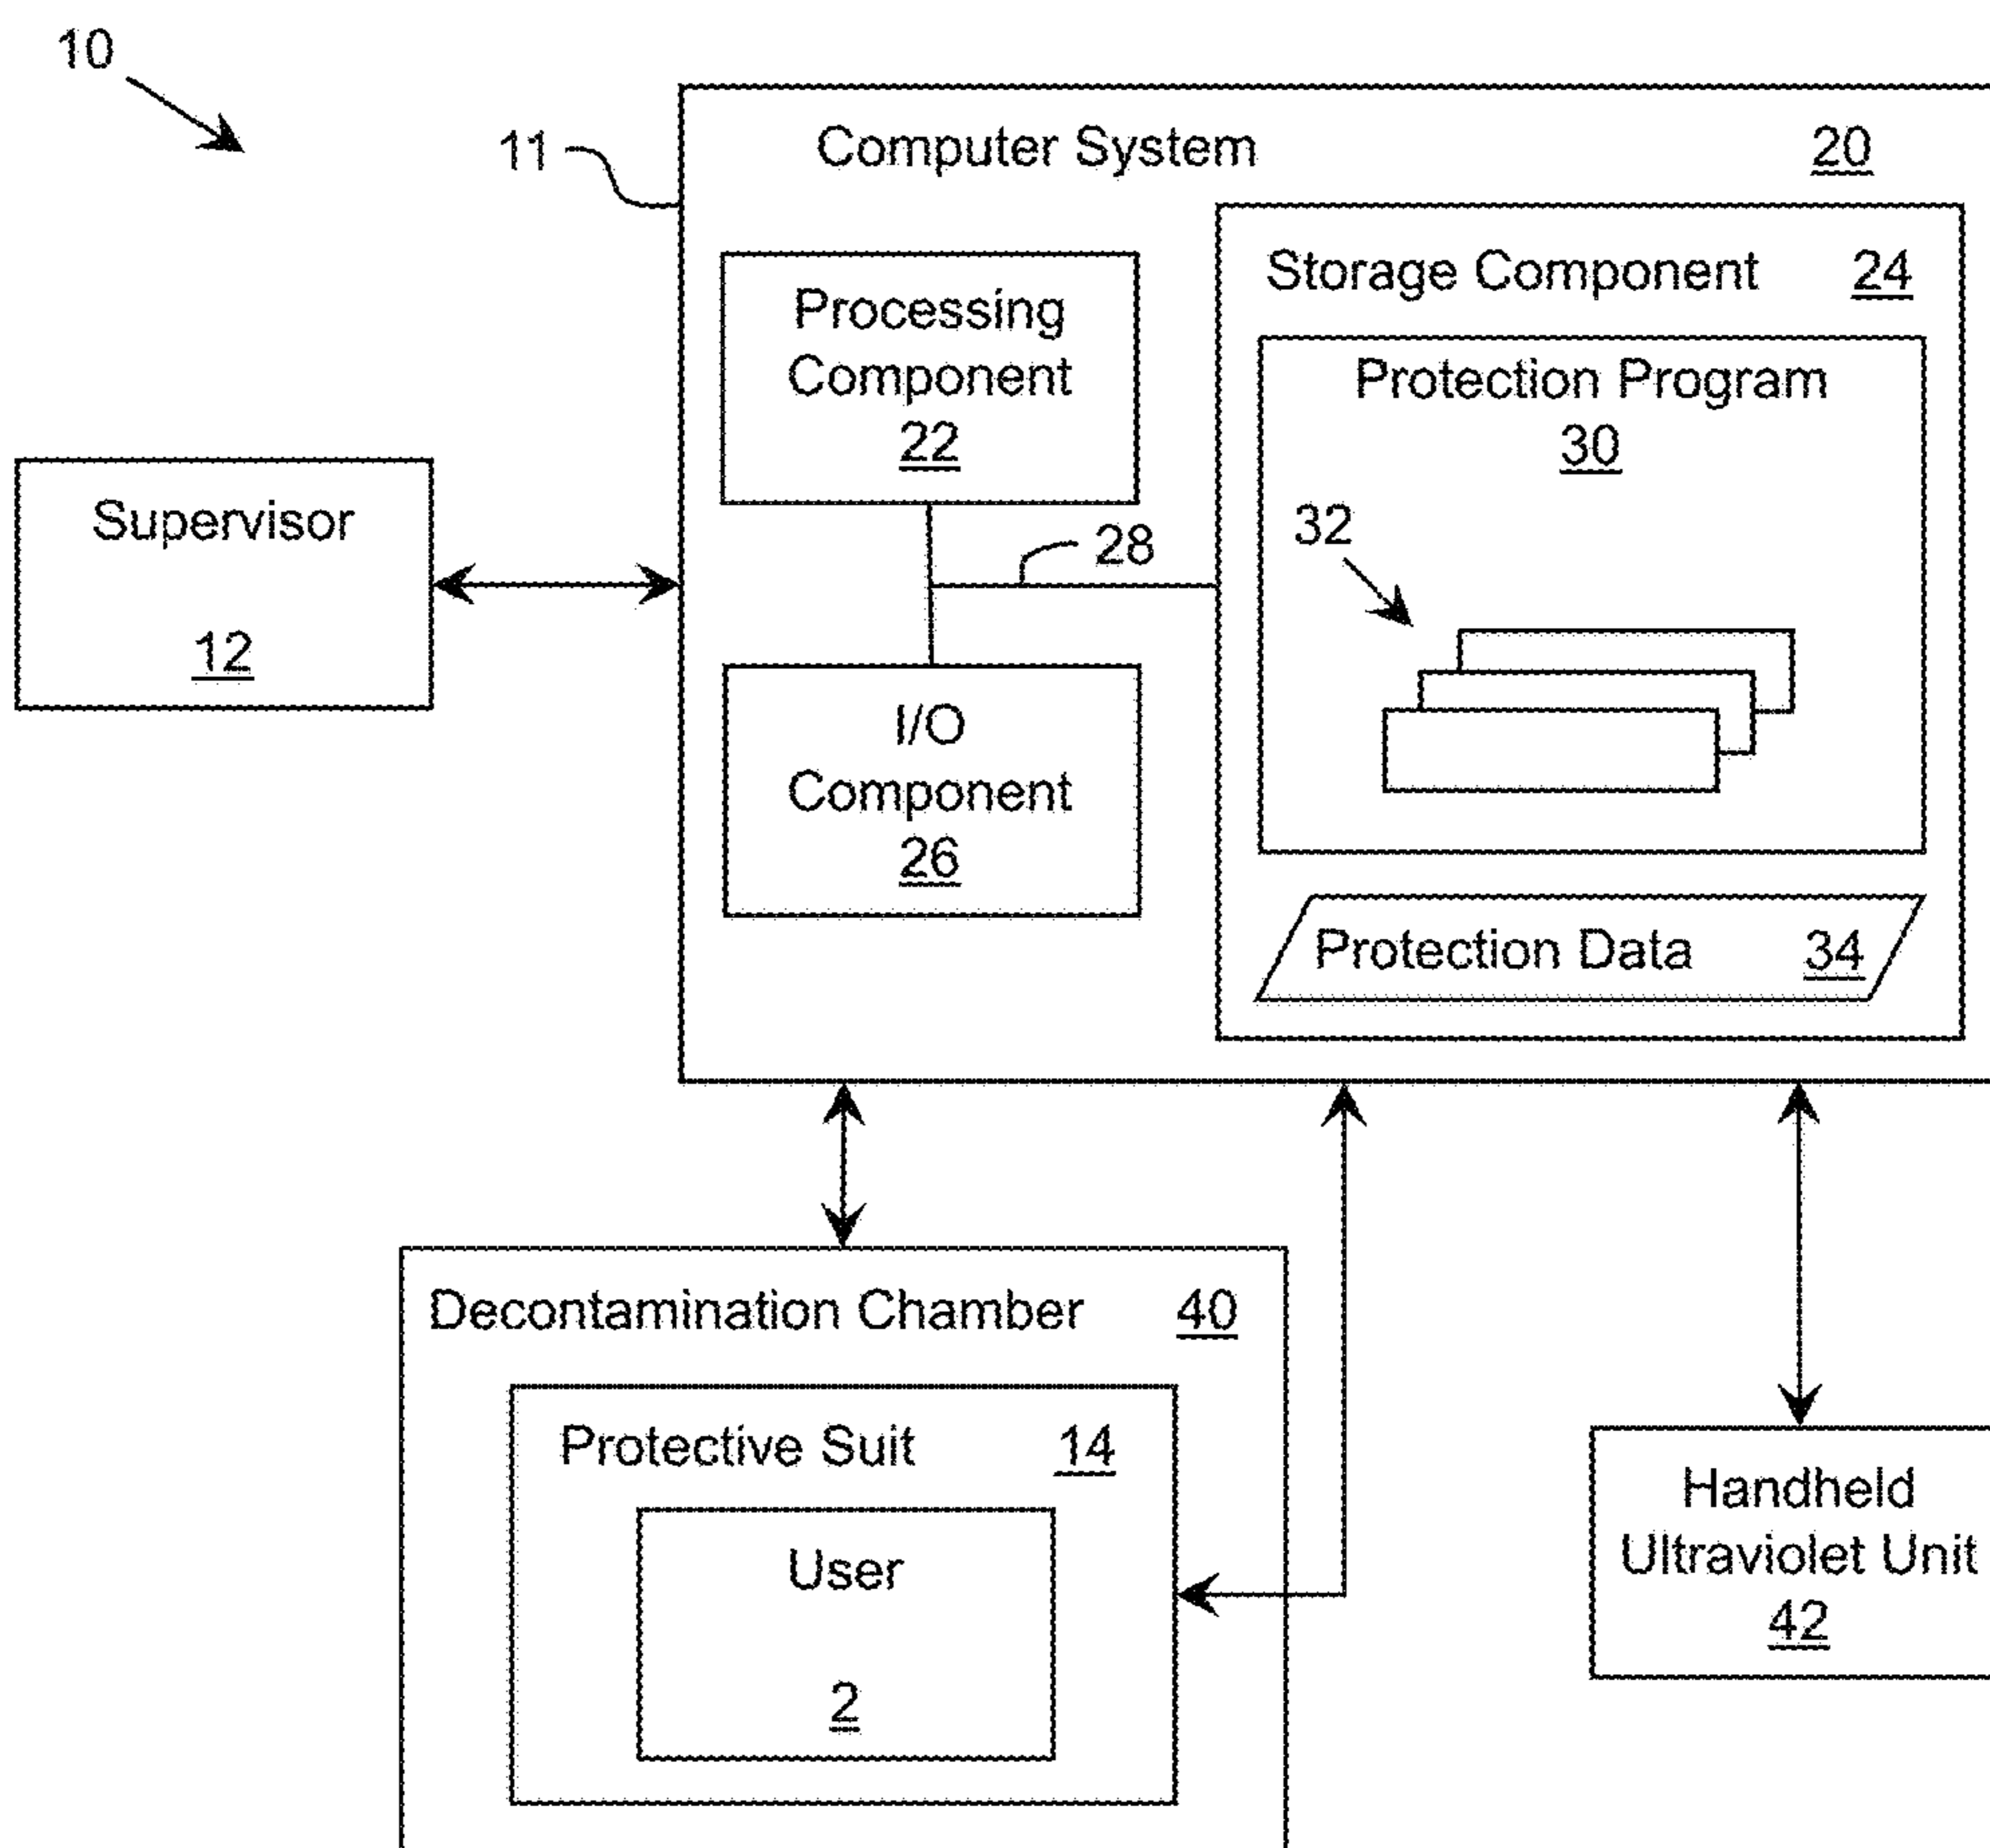 10
11
Computer System 20
Processing
Component
22
Storage Component 24
Protection Program
30
32
28
Supervisor
12
I/O
Component
26
Protection Data 34
Decontamination Chamber 40
Protective Suit 14
User
2
Handheld
Ultraviolet Unit
42